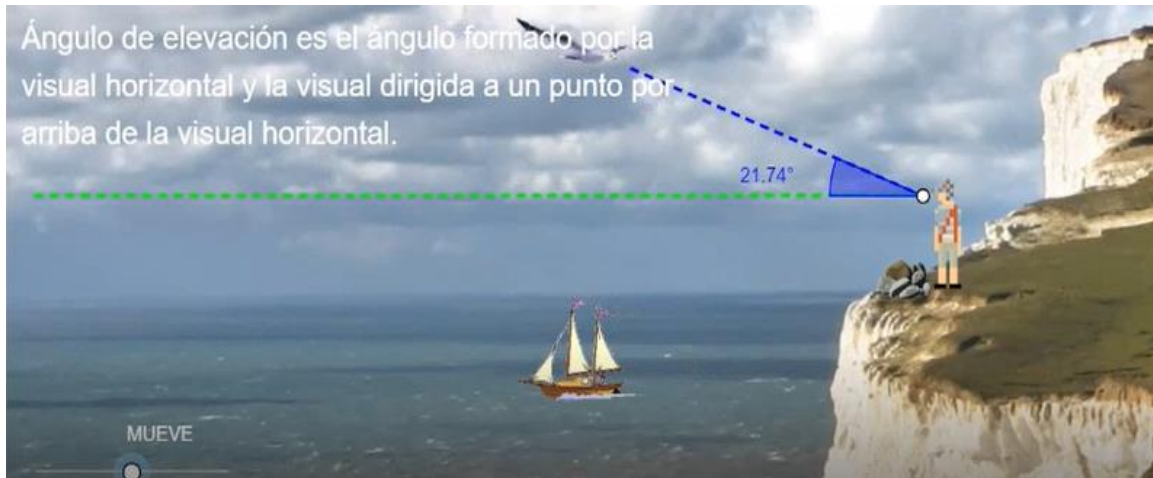 Ángulo de elevación es el ángulo formado por la
visual horizontal y la visual dirigida a un punto por
arriba de la visual horizontal.
21.74°
MUEVE